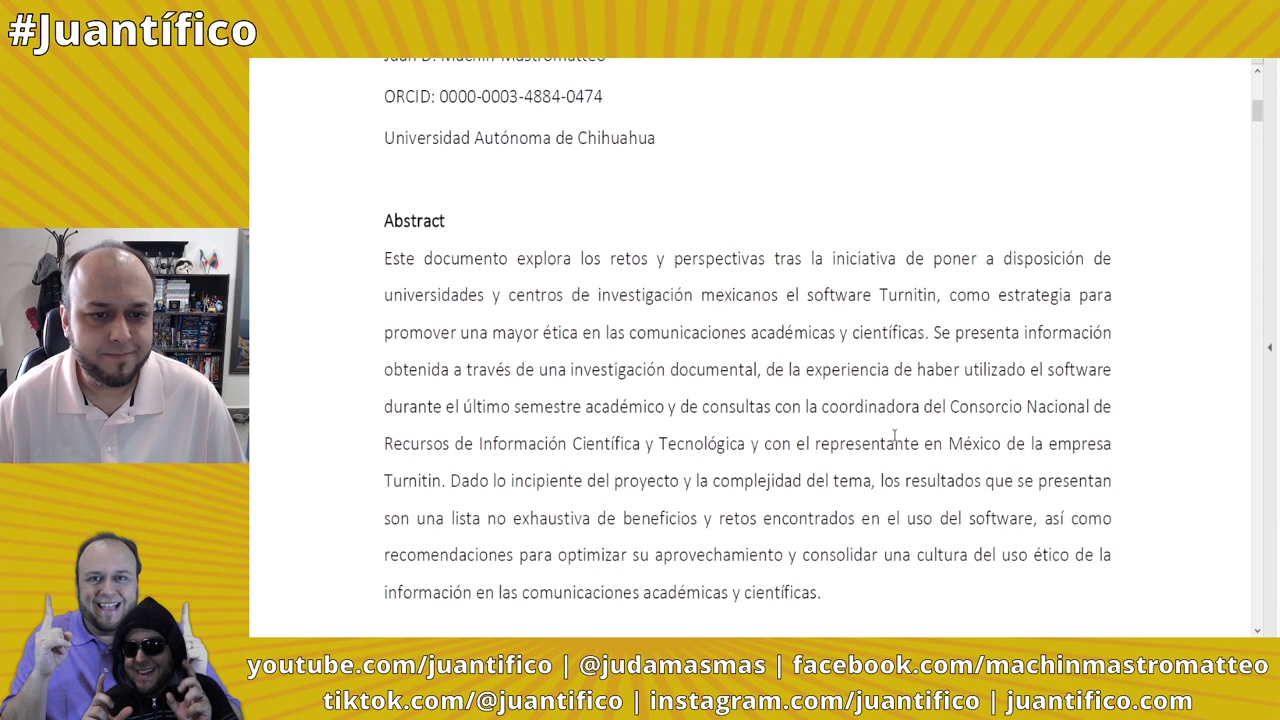 #Juantífico
Juan D. Machin-Mastromatteo
ORCID: 0000-0003-4884-0474
Universidad Autónoma de Chihuahua
Abstract
Este documento explora los retos y perspectivas tras la iniciativa de poner a disposición de
universidades y centros de investigación mexicanos el software Turnitin, como estrategia para
promover una mayor ética en las comunicaciones académicas y científicas. Se presenta información
obtenida a través de una investigación documental, de la experiencia de haber utilizado el software
durante el último semestre académico y de consultas con la coordinadora del Consorcio Nacional de
Recursos de Información Científica y Tecnológica y con el representante en México de la empresa
Turnitin. Dado lo incipiente del proyecto y la complejidad del tema, los resultados que se presentan
son una lista no exhaustiva de beneficios y retos encontrados en el uso del software, así como
recomendaciones para optimizar su aprovechamiento y consolidar una cultura del uso ético de la
información en las comunicaciones académicas y científicas.
youtube.com/juantifico | @judamasmas | facebook.com/machinmastromatteo
tiktok.com/@juantifico | instagram.com/juantifico | juantifico.com